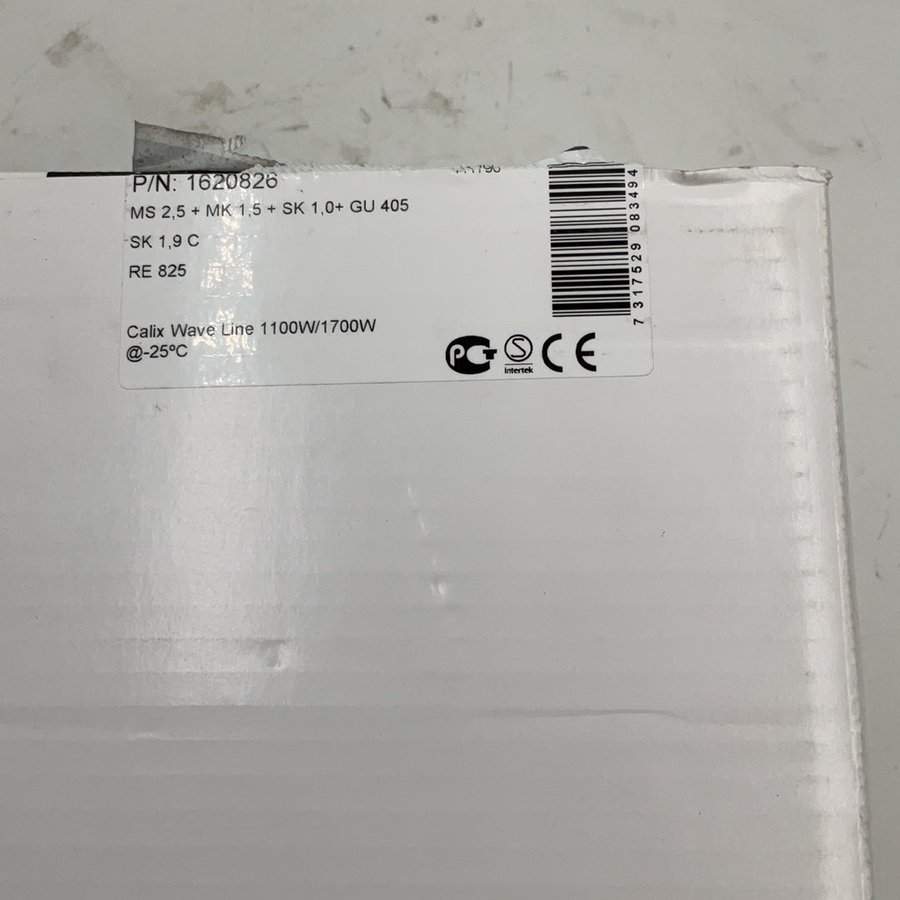 P/N: 1620826
MS 2,5 + MK 1,5 + SK 1,0+ GU 405
SK 1,9 C
RE 825
Calix Wave Line 1100W/1700W
@-25ºC
Intertek
CE
7 317529 083494